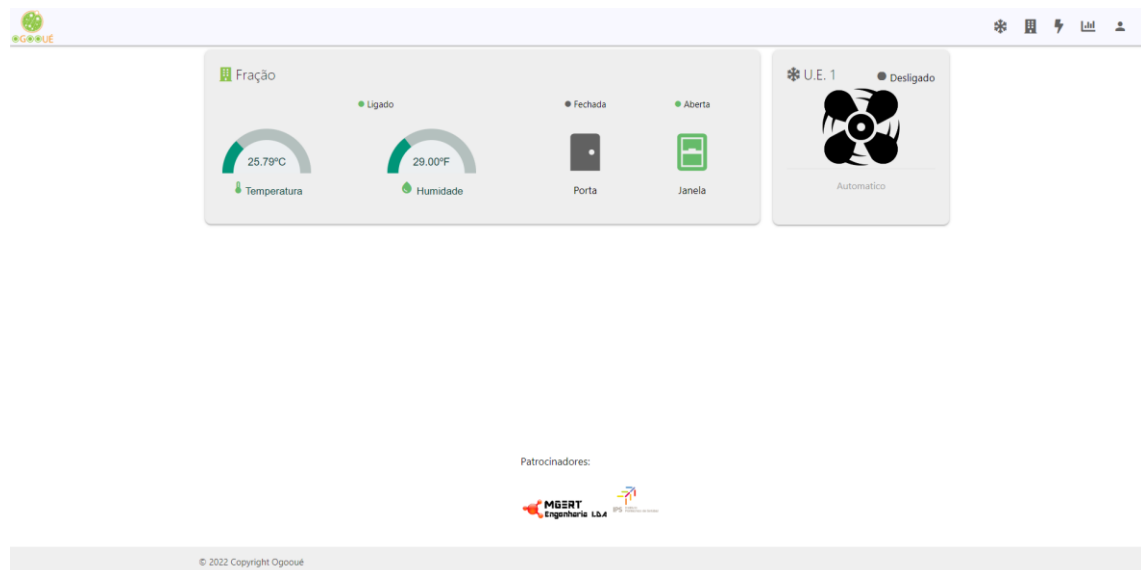 OGOOUÉ
Fração
Ligado
Fechada
Aberta
25.79ºC
29.00ºF
Temperatura
Humidade
Porta
Janela
U.E. 1
Desligado
Automatico
Patrocinadores:
MGERT
Engenharia LDA
IPS
© 2022 Copyright Ogooué